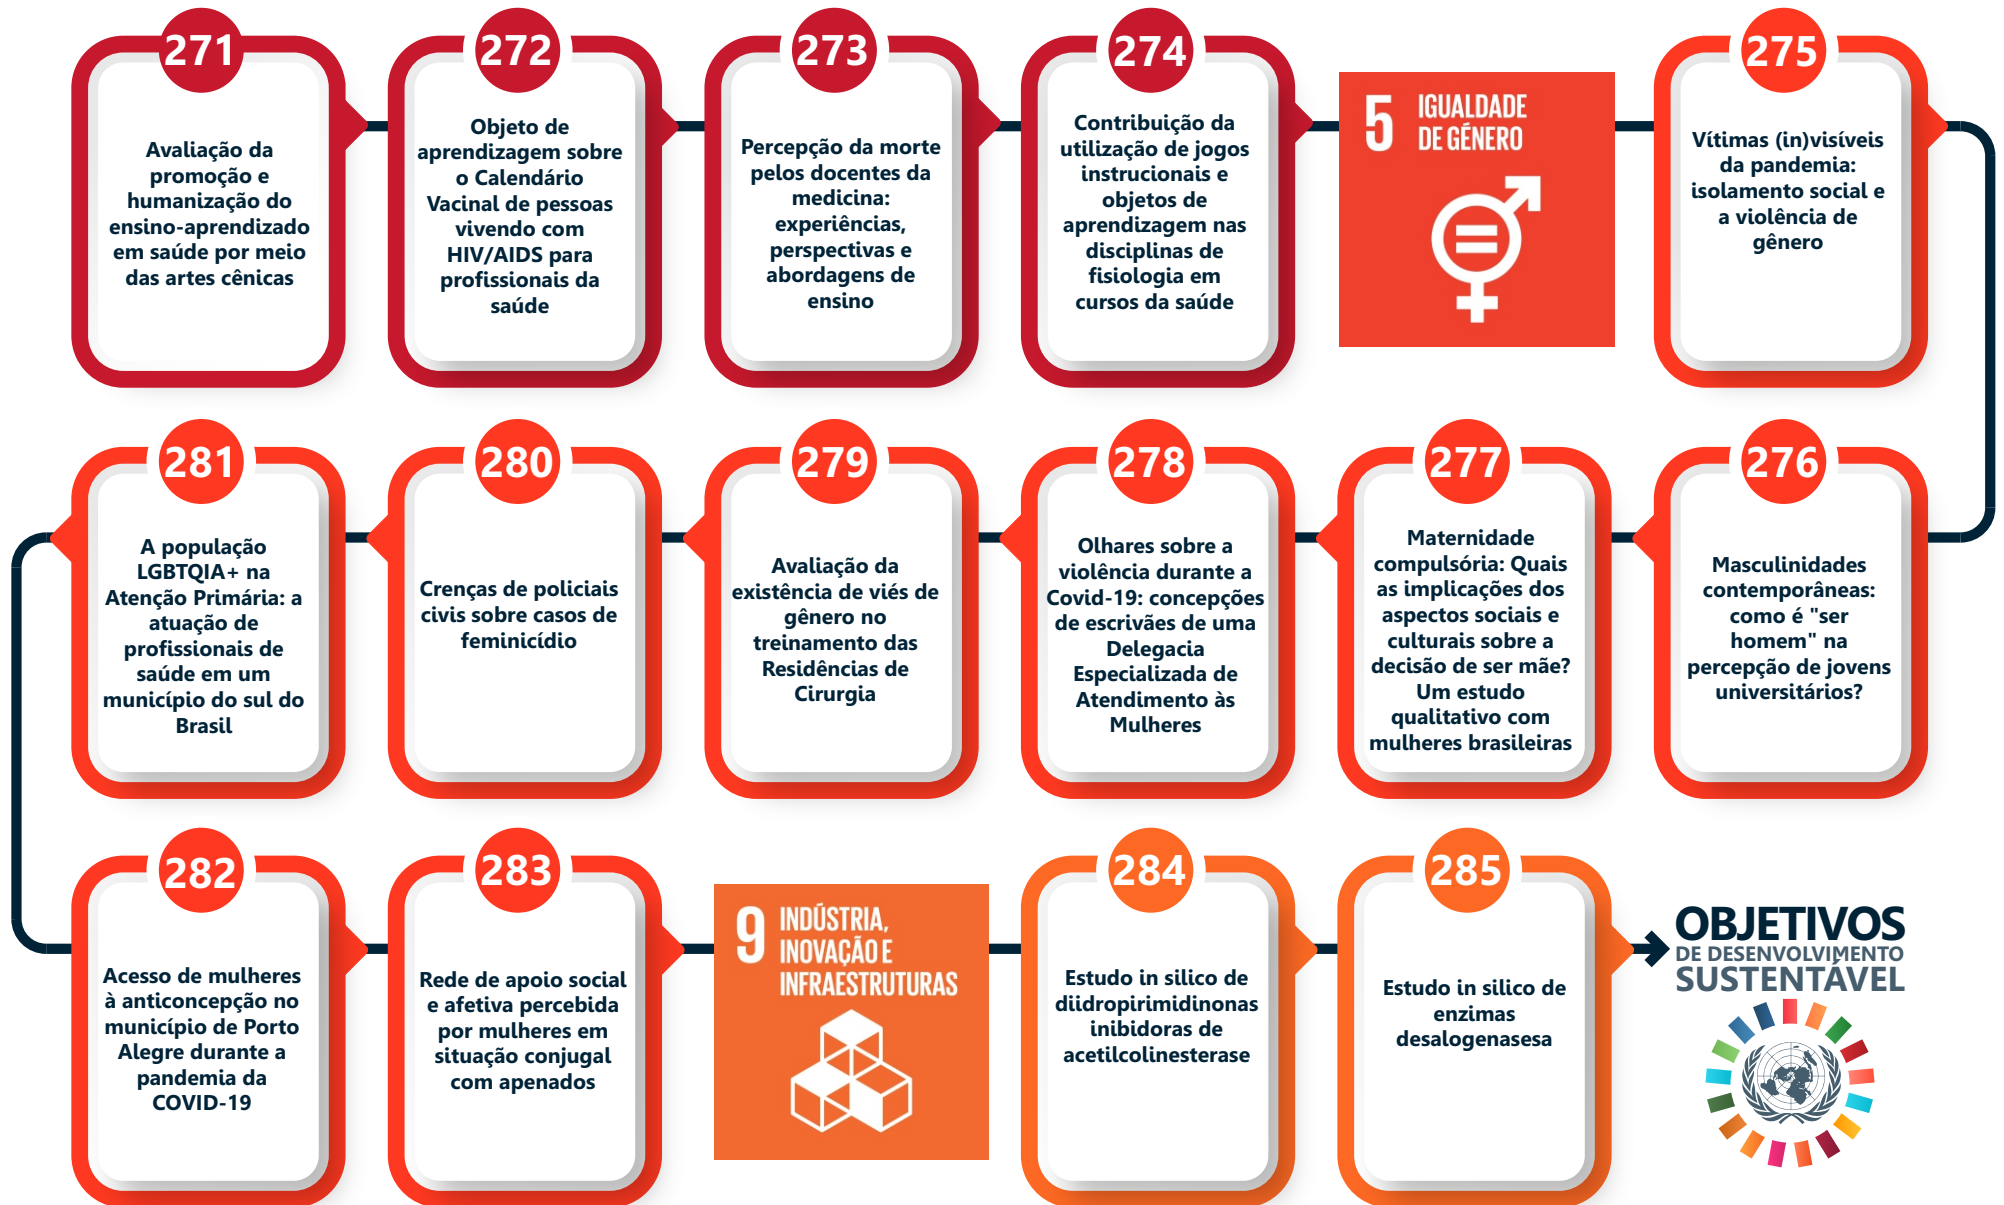 271
Avaliação da
promoção e
humanização do
ensino-aprendizado
em saúde por meio
das artes cênicas
272
Objeto de
aprendizagem sobre
o Calendário
Vacinal de pessoas
vivendo com
HIV/AIDS para
profissionais da
saúde
273
Percepção da morte
pelos docentes da
medicina:
experiências,
perspectivas e
abordagens de
ensino
274
Contribuição da
utilização de jogos
instrucionais e
objetos de
aprendizagem nas
disciplinas de
fisiologia em
cursos da saúde
5 IGUALDADE
DE GÉNERO
275
Vítimas (in)visíveis
da pandemia:
isolamento social e
a violência de
gênero
276
Masculinidades
contemporâneas:
como é "ser
homem" na
percepção de jovens
universitários?
277
Maternidade
compulsória: Quais
as implicações dos
aspectos sociais e
culturais sobre a
decisão de ser mãe?
Um estudo
qualitativo com
mulheres brasileiras
278
Olhares sobre a
violência durante a
Covid-19: concepções
de escrivães de uma
Delegacia
Especializada de
Atendimento às
Mulheres
279
Avaliação da
existência de viés de
gênero no
treinamento das
Residências de
Cirurgia
280
Crenças de policiais
civis sobre casos de
feminicídio
281
A população
LGBTQIA+ na
Atenção Primária: a
atuação de
profissionais de
saúde em um
município do sul do
Brasil
282
Acesso de mulheres
à anticoncepção no
município de Porto
Alegre durante a
pandemia da
COVID-19
283
Rede de apoio social
e afetiva percebida
por mulheres em
situação conjugal
com apenados
9 INDÚSTRIA,
INOVAÇÃO E
INFRAESTRUTURAS
284
Estudo in silico de
diidropirimidinonas
inibidoras de
acetilcolinesterase
285
Estudo in silico de
enzimas
desalogenasesa
OBJETIVOS
DE DESENVOLVIMENTO
SUSTENTÁVEL